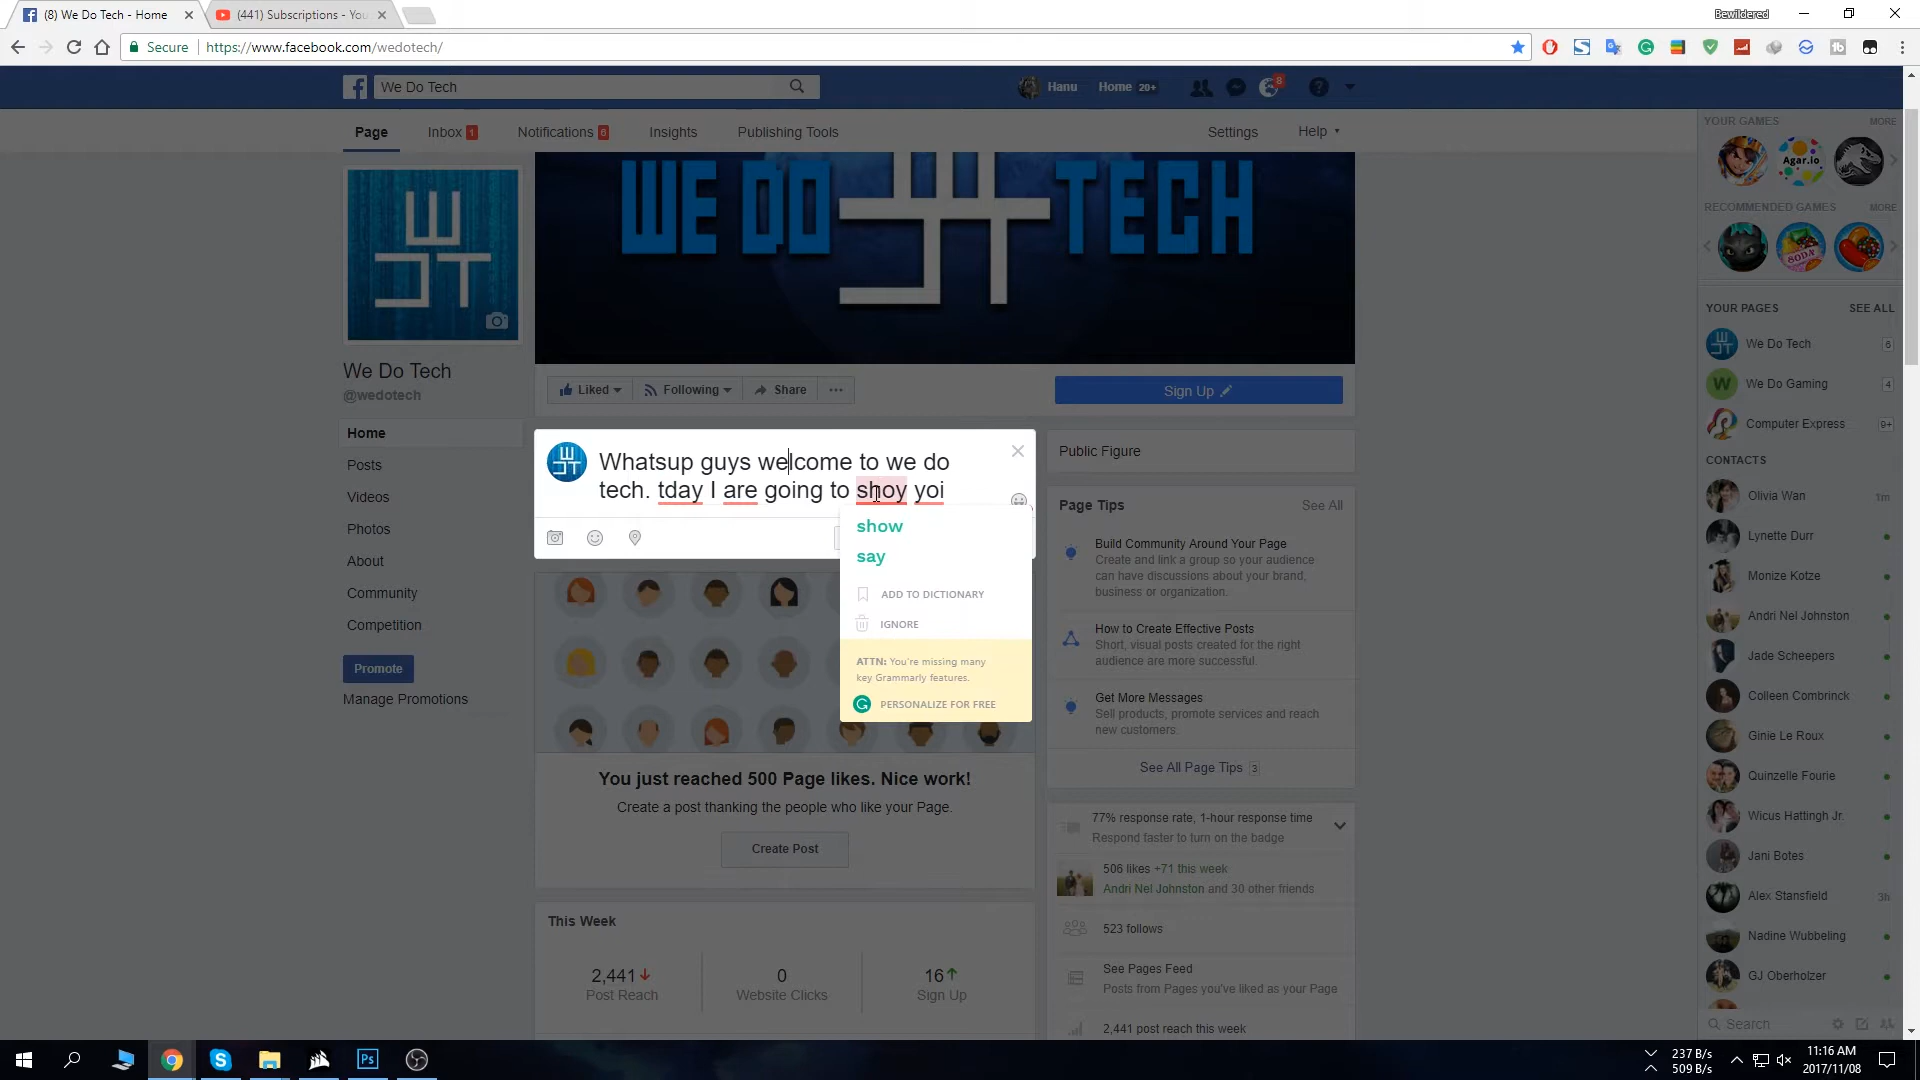 (8) We Do Tech - Home
(441) Subscriptions - You
Bewildered
Secure
https://www.facebook.com/wedotech/
We Do Tech
Hanu
Home 20+
8
Page
Inbox 1
Notifications 6
Insights
Publishing Tools
Settings
Help
WE DO TECH
We Do Tech
@wedotech
Home
Posts
Videos
Photos
About
Community
Competition
Promote
Manage Promotions
Liked
Following
Share
Sign Up
Whatsup guys welcome to we do
tech. tday I are going to shoy yoi
show
say
ADD TO DICTIONARY
IGNORE
ATTN: You're missing many
key Grammarly features.
PERSONALIZE FOR FREE
You just reached 500 Page likes. Nice work!
Create a post thanking the people who like your Page.
Create Post
This Week
2,441
Post Reach
0
Website Clicks
16
Sign Up
Public Figure
Page Tips
See All
Build Community Around Your Page
Create and link a group so your audience
can have discussions about your brand,
business or organization.
How to Create Effective Posts
Short, visual posts created for the right
audience are more successful.
Get More Messages
Sell products, promote services and reach
new customers.
See All Page Tips 3
77% response rate, 1-hour response time
Respond faster to turn on the badge
506 likes +71 this week
Andri Nel Johnston and 30 other friends
523 follows
See Pages Feed
Posts from Pages you've liked as your Page
2,441 post reach this week
YOUR GAMES
MORE
Agar.io
RECOMMENDED GAMES
MORE
SODA
YOUR PAGES
SEE ALL
We Do Tech 6
W We Do Gaming 4
Computer Express 9+
CONTACTS
Olivia Wan 1m
Lynette Durr
Monize Kotze
Andri Nel Johnston
Jade Scheepers
Colleen Combrinck
Ginie Le Roux
Quinzelle Fourie
Wicus Hattingh Jr.
Jani Botes
Alex Stansfield 3h
Nadine Wubbeling
GJ Oberholzer
Search
Ps
237 B/s
509 B/s
11:16 AM
2017/11/08